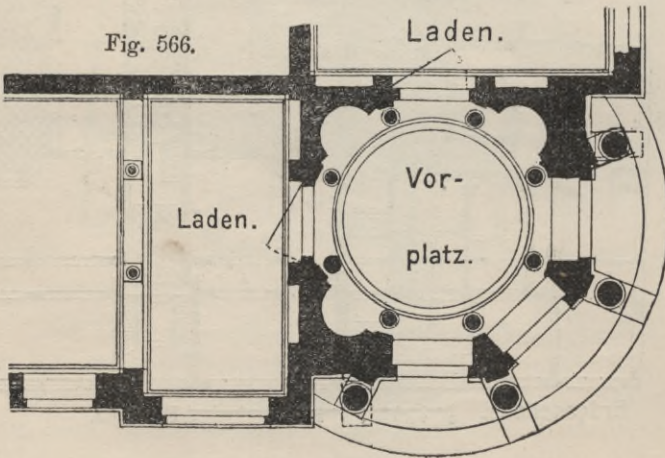 Fig. 566.
Laden.
Laden.
Vor-
platz.